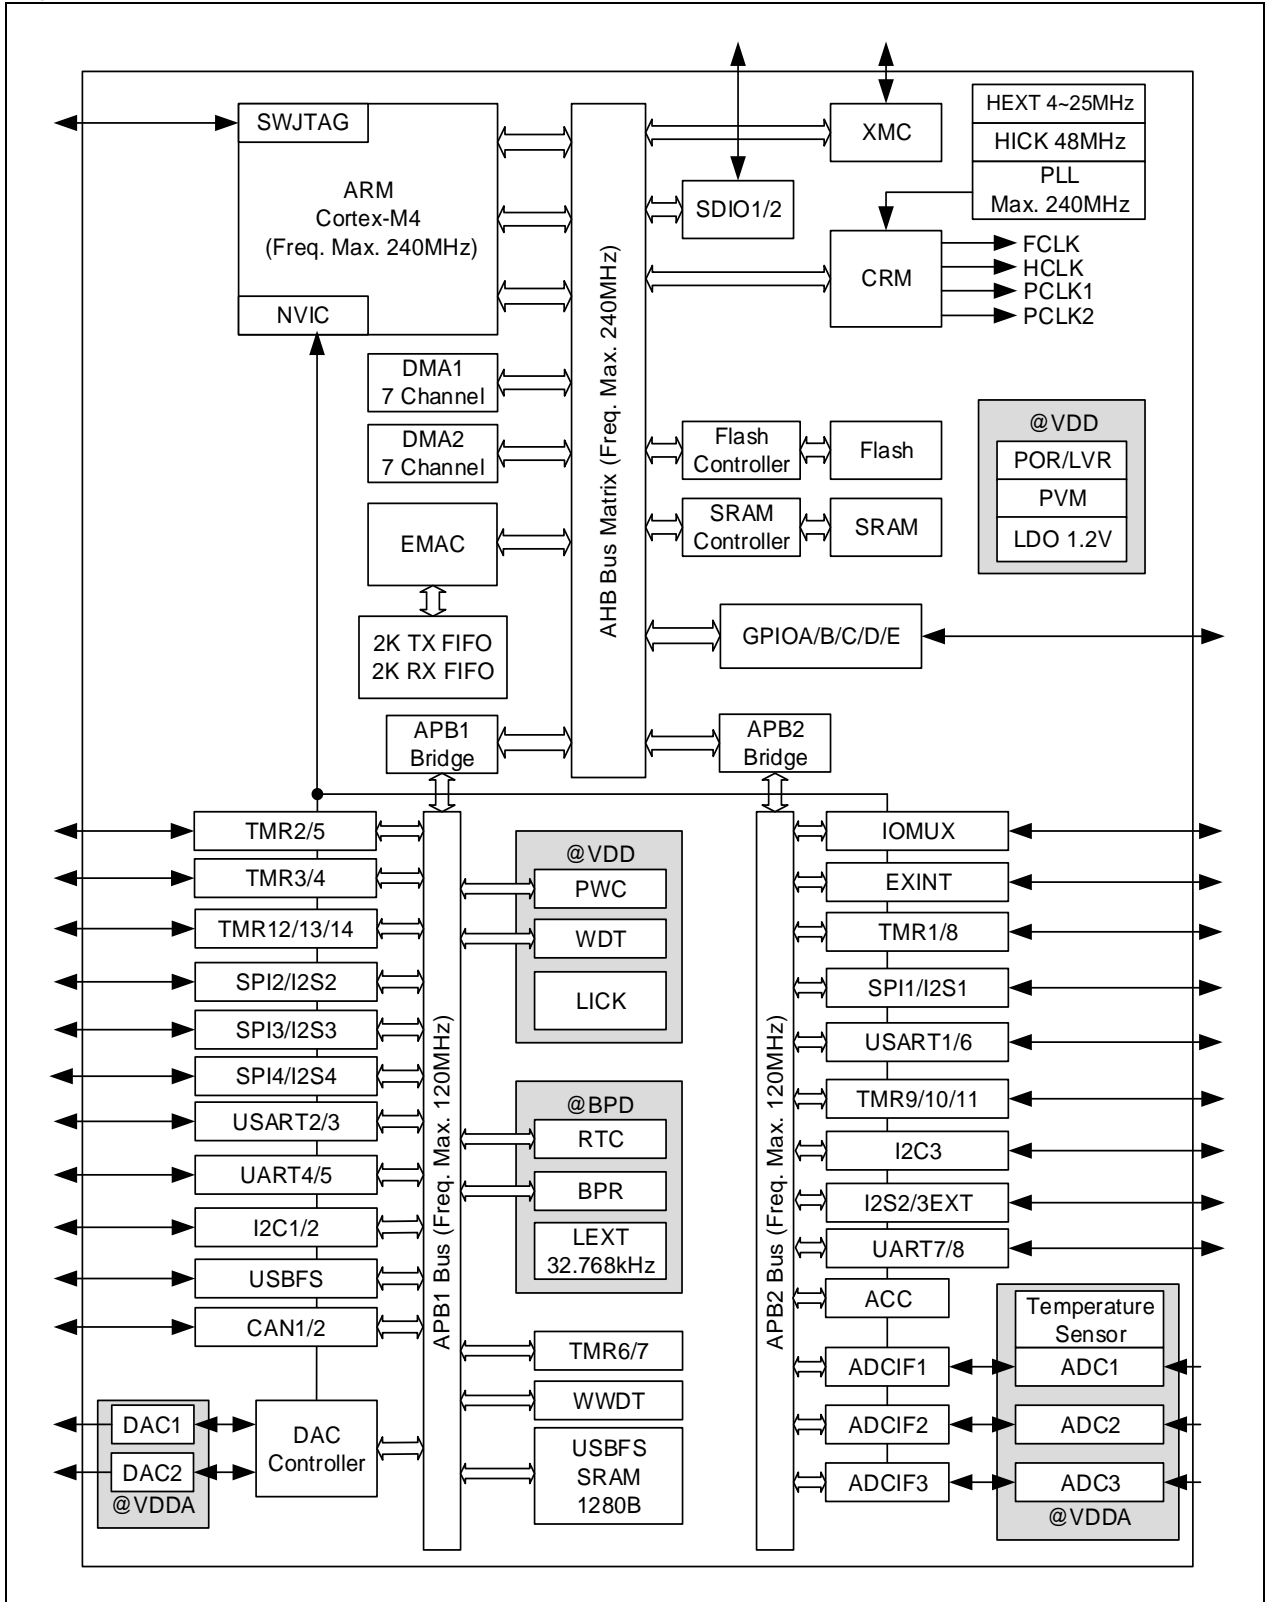 SWJTAG
ARM
Cortex-M4
(Freq. Max. 240MHz)
NVIC
DMA1
7 Channel
DMA2
7 Channel
EMAC
2K TX FIFO
2K RX FIFO
APB1
Bridge
AHB Bus Matrix (Freq. Max. 240MHz)
XMC
SDIO1/2
HEXT 4~25MHz
HICK 48MHz
PLL
Max. 240MHz
CRM
FCLK
HCLK
PCLK1
PCLK2
Flash
Controller
Flash
SRAM
Controller
SRAM
@VDD
POR/LVR
PVM
LDO 1.2V
GPIOA/B/C/D/E
APB2
Bridge
TMR2/5
TMR3/4
TMR12/13/14
SPI2/I2S2
SPI3/I2S3
SPI4/I2S4
USART2/3
UART4/5
I2C1/2
USBFS
CAN1/2
DAC1
DAC2
@VDDA
DAC
Controller
APB1 Bus (Freq. Max. 120MHz)
@VDD
PWC
WDT
LICK
@BPD
RTC
BPR
LEXT
32.768kHz
TMR6/7
WWDT
USBFS
SRAM
1280B
APB2 Bus (Freq. Max. 120MHz)
IOMUX
EXINT
TMR1/8
SPI1/I2S1
USART1/6
TMR9/10/11
I2C3
I2S2/3EXT
UART7/8
ACC
ADCIF1
ADCIF2
ADCIF3
Temperature
Sensor
ADC1
ADC2
ADC3
@VDDA